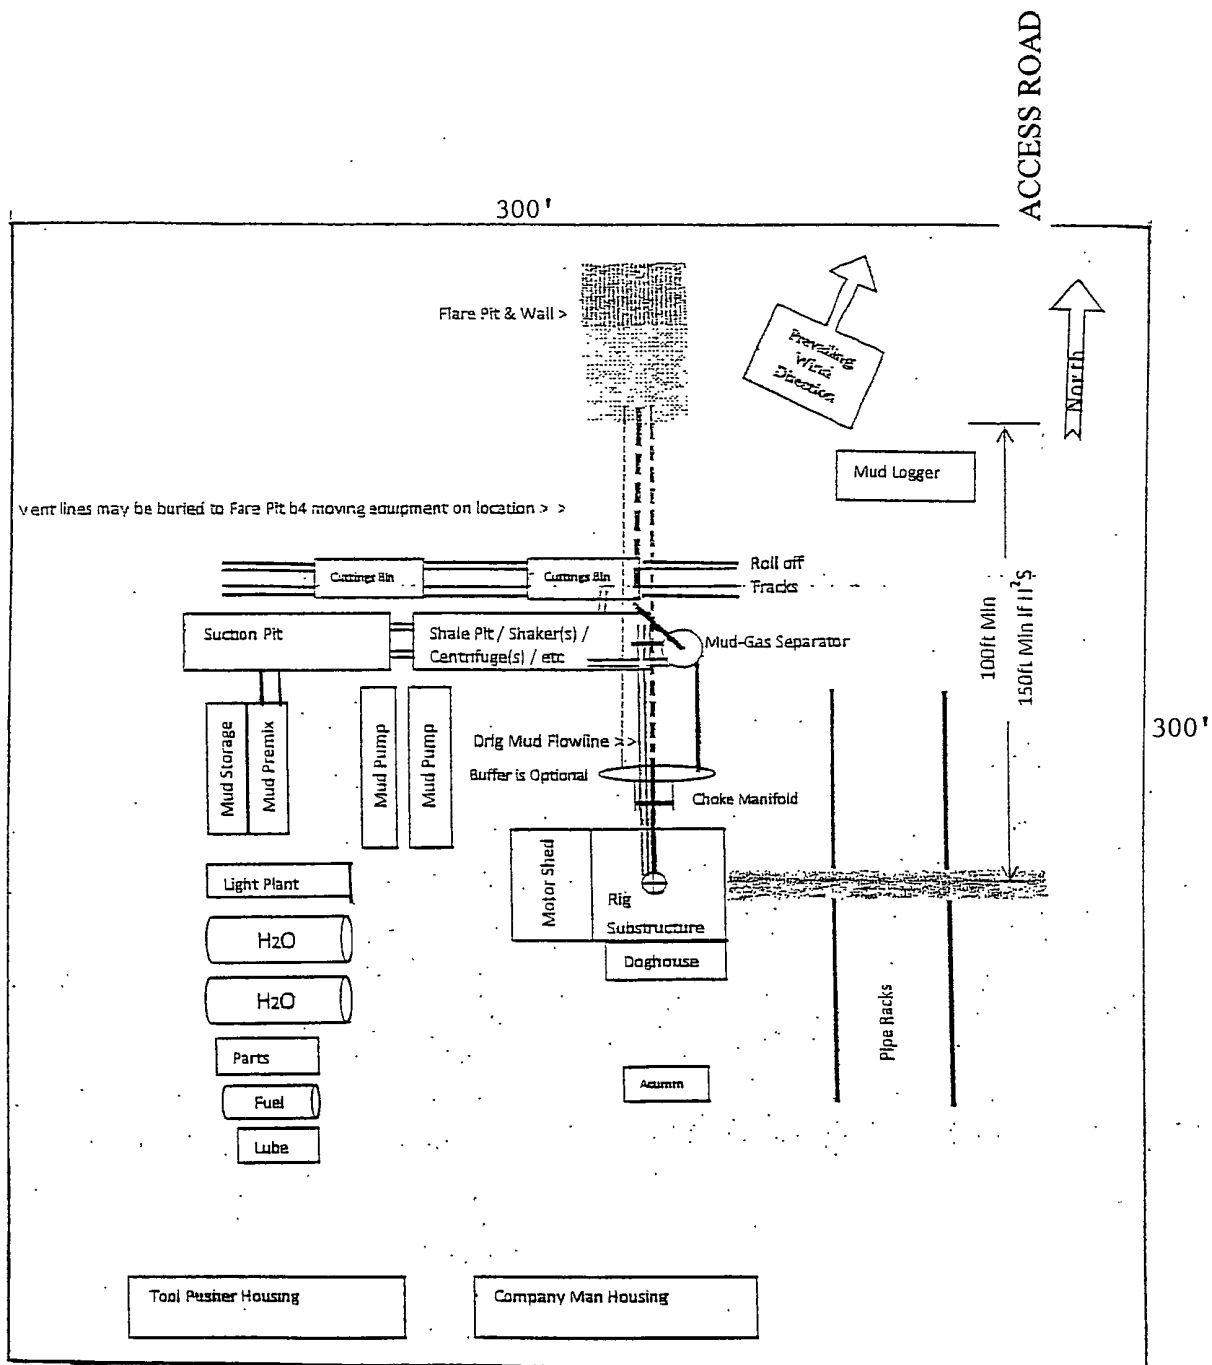 ACCESS ROAD
300'
Flare Pit & Wall >
Prevailing
Wind
Direction
North
Mud Logger
Vent lines may be buried to Fare Pit b4 moving equipment on location > >
100ft Min
150ft Min If H²S
Cuttings Bin
Cuttings Bin
Roll off
Tracks
Suction Pit
Shale Pit / Shaker(s) /
Centrifuge(s) / etc
Mud-Gas Separator
Mud Storage
Mud Premix
Mud Pump
Mud Pump
Drlg Mud Flowline >>
Buffer is Optional
Choke Manifold
300'
Motor Shed
Rig
Substructure
Light Plant
H2O
Doghouse
H2O
Pipe Racks
Parts
Acumm
Fuel
Lube
Tool Pusher Housing
Company Man Housing